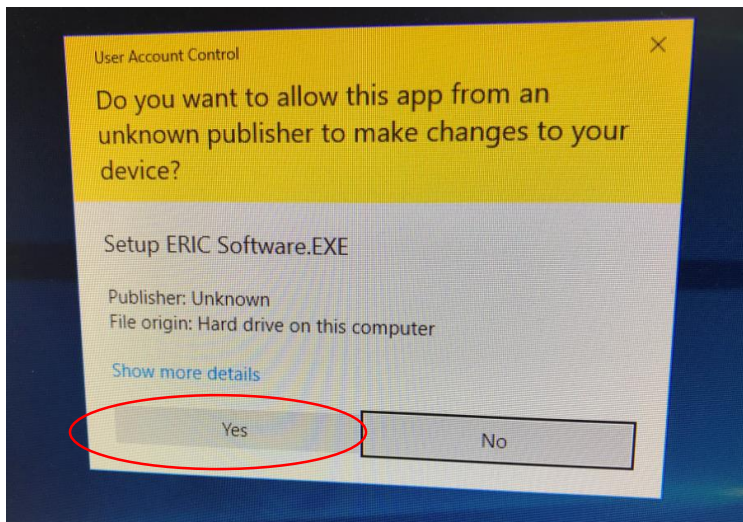 User Account Control
Do you want to allow this app from an
unknown publisher to make changes to your
device?
Setup ERIC Software.EXE
Publisher: Unknown
File origin: Hard drive on this computer
Show more details
Yes
No